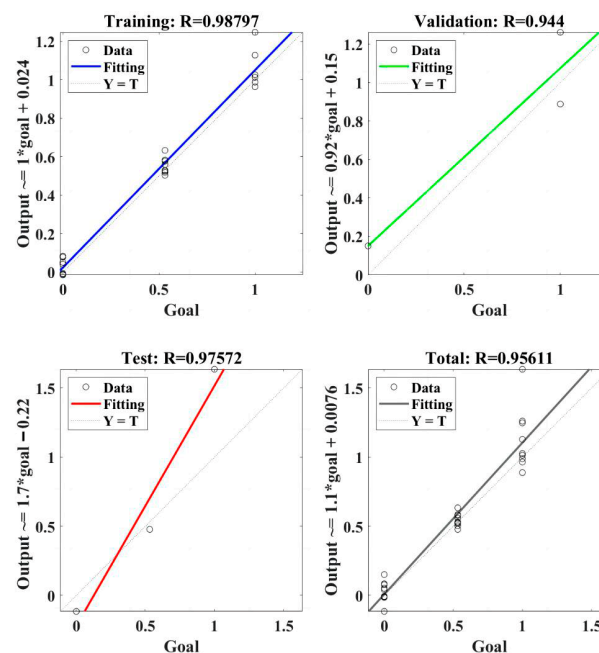 Training: R=0.98797
Output ~= 1*goal + 0.024
1.2
1
0.8
0.6
0.4
0.2
0
Data
Fitting
Y = T
0
0.5
1
Goal
Validation: R=0.944
Output ~= 0.92*goal + 0.15
1.2
1
0.8
0.6
0.4
0.2
0
Data
Fitting
Y = T
0
0.5
1
Goal
Test: R=0.97572
Output ~= 1.7*goal − 0.22
1.5
1
0.5
0
Data
Fitting
Y = T
0
0.5
1
1.5
Goal
Total: R=0.95611
Output ~= 1.1*goal + 0.0076
1.5
1
0.5
0
Data
Fitting
Y = T
0
0.5
1
1.5
Goal